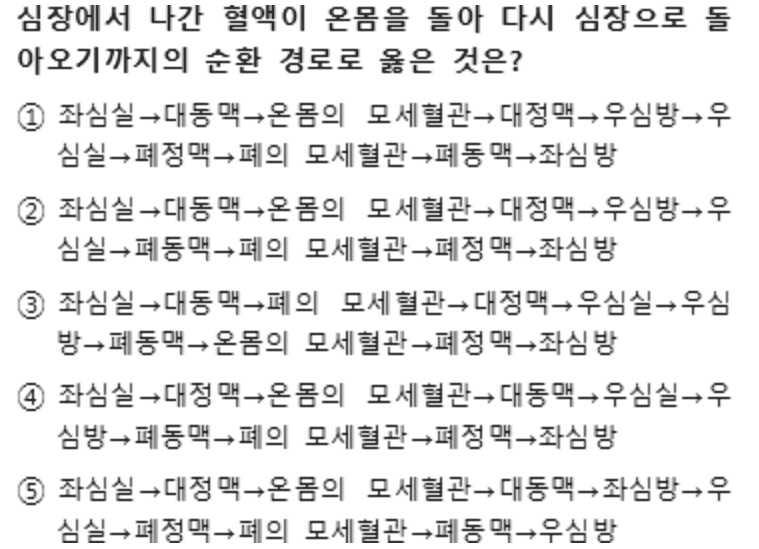 심장에서 나간 혈액이 온몸을 돌아 다시 심장으로 돌
아오기까지의 순환 경로로 옳은 것은?
① 좌심실→대동맥→온몸의 모세혈관→대정맥→우심방→우
심실→폐정맥→폐의 모세혈관→폐동맥→좌심방
② 좌심실→대동맥→온몸의 모세혈관→대정맥→우심방→우
심실→폐동맥→폐의 모세혈관→폐정맥→좌심방
③ 좌심실→대동맥→폐의 모세혈관→대정맥→우심실→우심
방→폐동맥→온몸의 모세혈관→폐정맥→좌심방
④ 좌심실→대정맥→온몸의 모세혈관→대동맥→우심실→우
심방→폐동맥→폐의 모세혈관→폐정맥→좌심방
⑤ 좌심실→대정맥→온몸의 모세혈관→대동맥→좌심방→우
심실→폐정맥→폐의 모세혈관→폐동맥→우심방